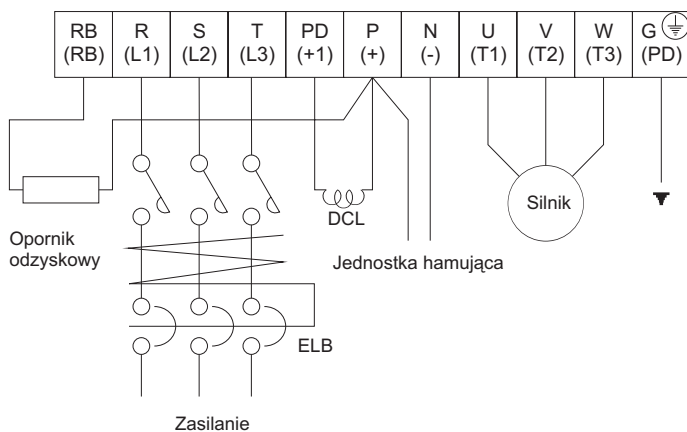 RB R S T PD P N U V W G
(RB) (L1) (L2) (L3) (+1) (+) (-) (T1) (T2) (T3) (PD)
Silnik
DCL
Opornik
odzyskowy
Jednostka hamująca
ELB
Zasilanie